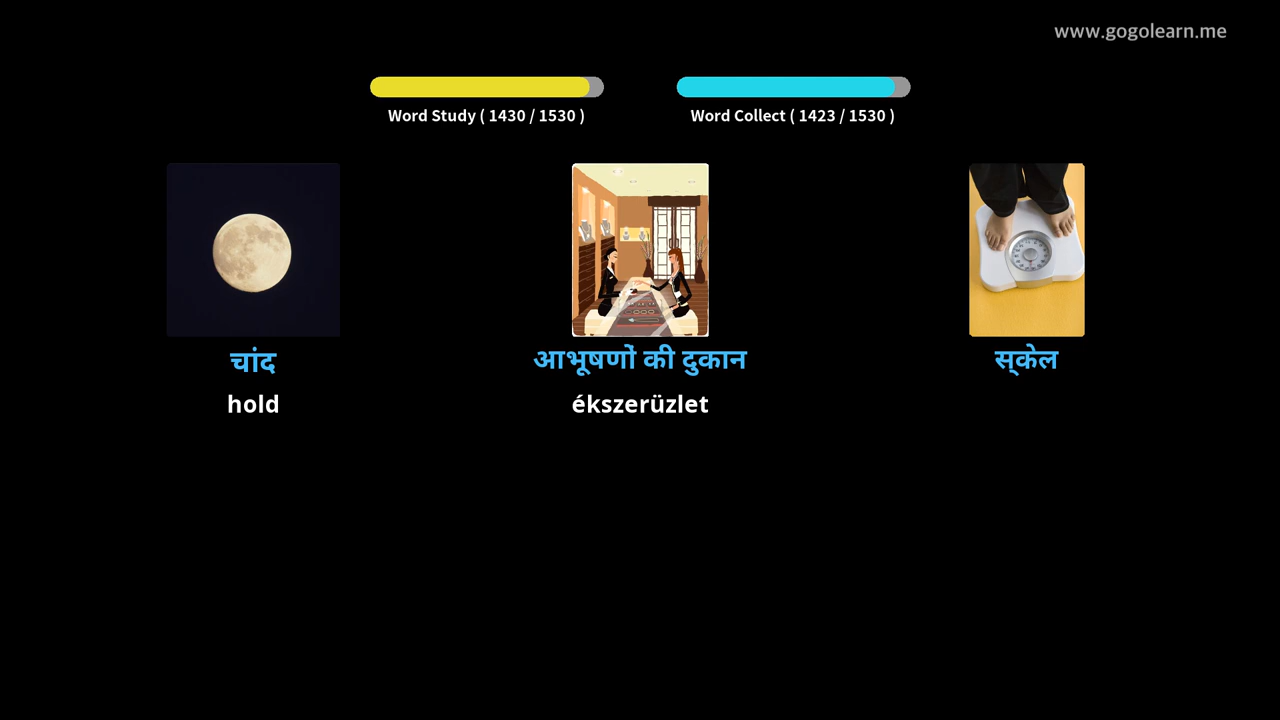 www.gogolearn.me
Word Study ( 1430 / 1530 )
Word Collect ( 1423 / 1530 )
चांद
आभूषणों की दुकान
स्केल
hold
ékszerüzlet